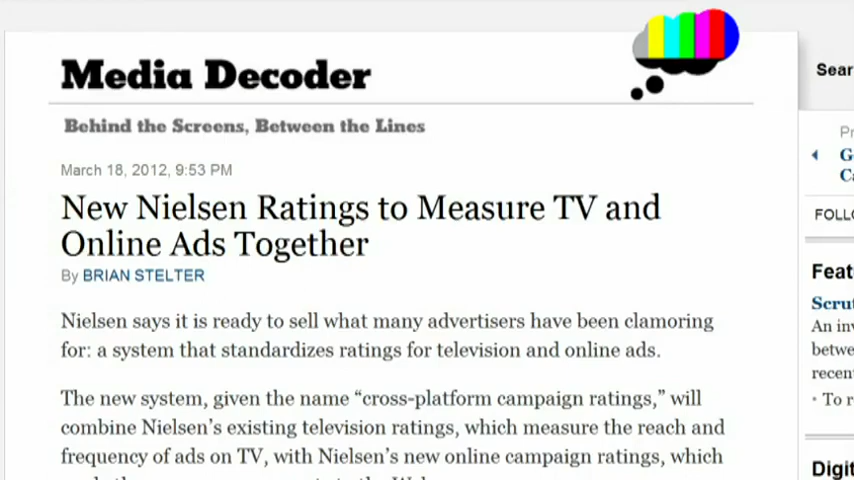 Media Decoder
Behind the Screens, Between the Lines
March 18, 2012, 9:53 PM
New Nielsen Ratings to Measure TV and
Online Ads Together
By BRIAN STELTER
Nielsen says it is ready to sell what many advertisers have been clamoring
for: a system that standardizes ratings for television and online ads.
The new system, given the name “cross-platform campaign ratings,” will
combine Nielsen’s existing television ratings, which measure the reach and
frequency of ads on TV, with Nielsen’s new online campaign ratings, which
Sear
Pr
G
Ca
FOLLO
Feat
Scrut
An inv
betwe
recen
• To r
Digit